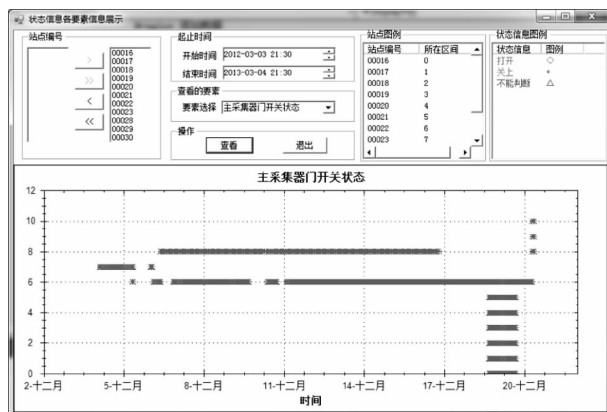 状态信息各要素信息展示
站点编号
00016
00017
00018
00019
00020
00021
00022
00023
00028
00029
00030
>
>>
<
<<
起止时间
开始时间 2012-03-03 21:30
结束时间 2013-03-04 21:30
查看的要素
要素选择 主采集器门开关状态
操作
查看 退出
站点图例
站点编号 所在区间
00016 0
00017 1
00018 2
00019 3
00020 4
00021 5
00022 6
00023 7
状态信息图例
状态信息 图例
打开 ◇
关上 *
不能判断 △
主采集器门开关状态
12
10
8
6
4
2
0
2-十二月 5-十二月 8-十二月 11-十二月 14-十二月 17-十二月 20-十二月
时间